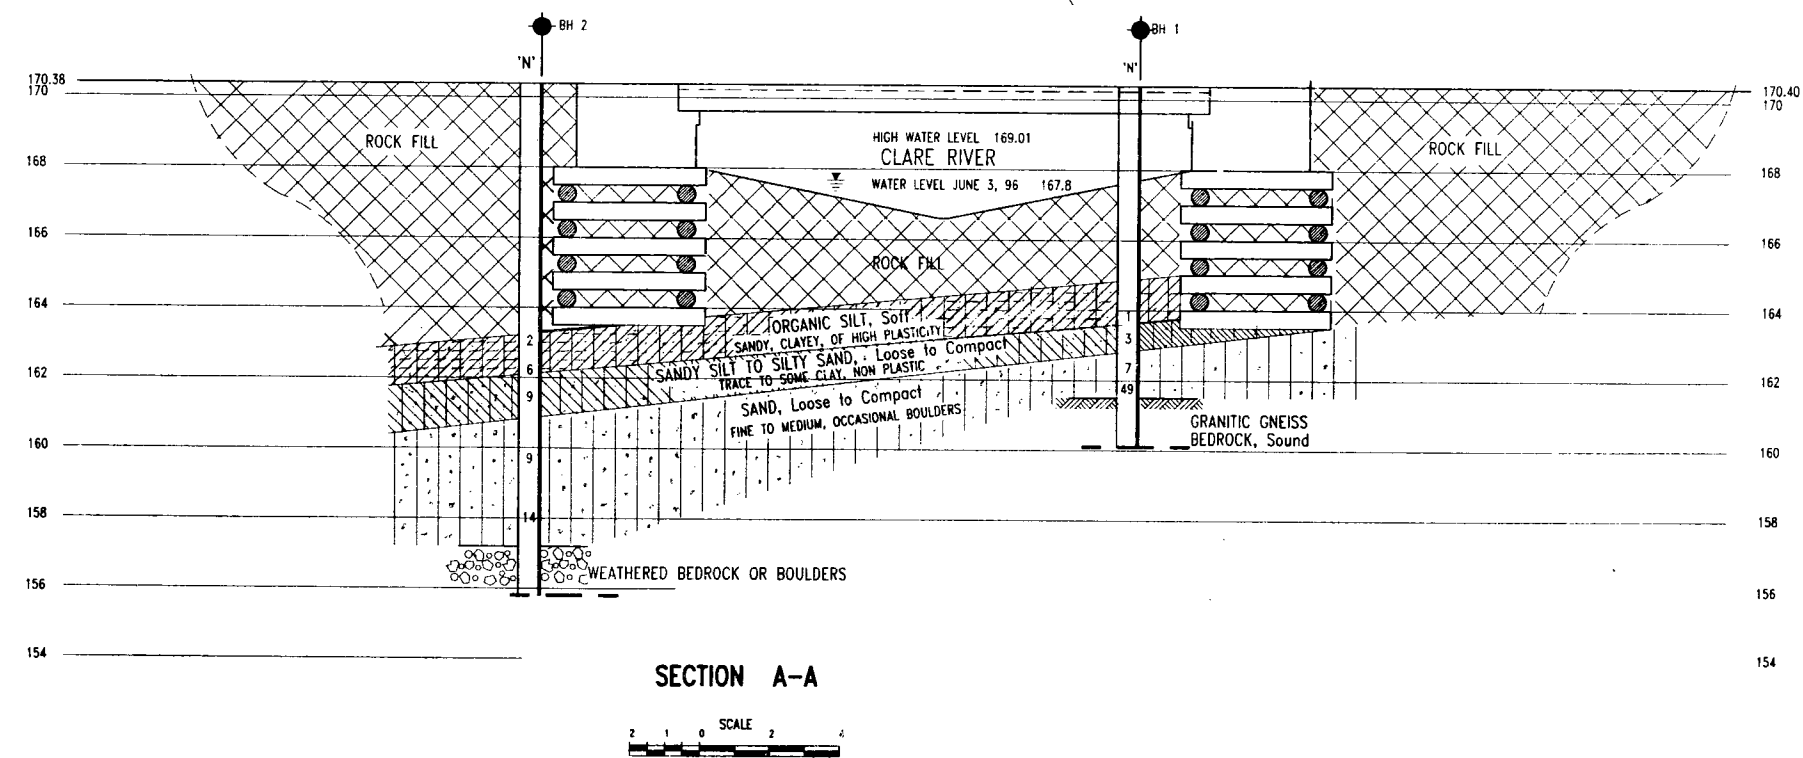 BH 2
BH 1
'N'
'N'
170.38
170
170.40
170
ROCK FILL
HIGH WATER LEVEL 169.01
CLARE RIVER
ROCK FILL
168
168
WATER LEVEL JUNE 3, 96 167.8
166
166
ROCK FILL
164
164
ORGANIC SILT, Soft
SANDY, CLAYEY, OF HIGH PLASTICITY
SANDY SILT TO SILTY SAND, Loose to Compact
TRACE TO SOME CLAY, NON PLASTIC
SAND, Loose to Compact
FINE TO MEDIUM, OCCASIONAL BOULDERS
2
6
9
9
14
1
3
7
49
162
162
GRANITIC GNEISS
BEDROCK, Sound
160
160
158
158
WEATHERED BEDROCK OR BOULDERS
156
156
154
154
SECTION A-A
SCALE
2 1 0 2 4